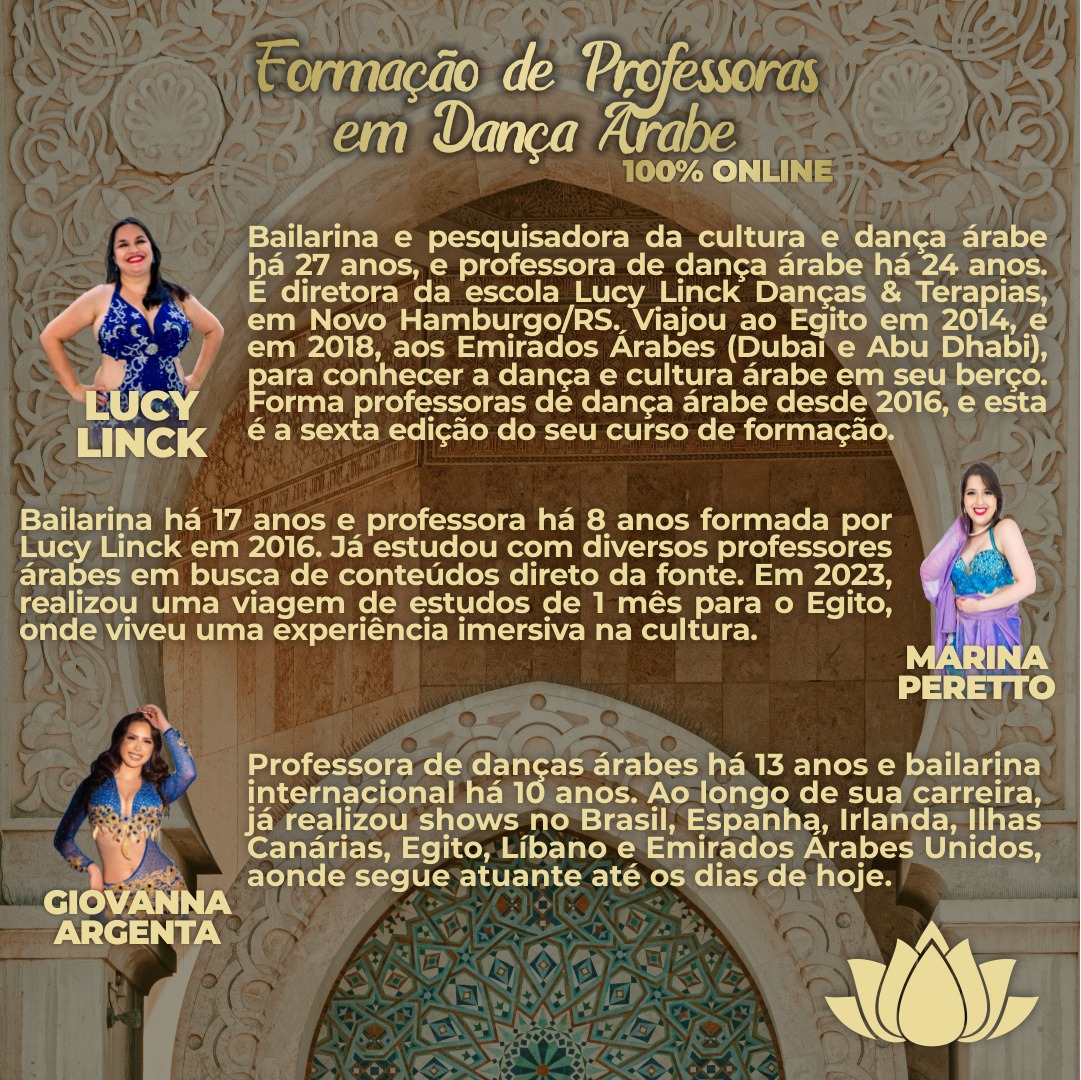 Formação de Professoras
em Dança Árabe
100% ONLINE
Bailarina e pesquisadora da cultura e dança árabe
há 27 anos, e professora de dança árabe há 24 anos.
É diretora da escola Lucy Linck Danças & Terapias,
em Novo Hamburgo/RS. Viajou ao Egito em 2014, e
em 2018, aos Emirados Árabes (Dubai e Abu Dhabi),
para conhecer a dança e cultura árabe em seu berço.
Forma professoras de dança árabe desde 2016, e esta
é a sexta edição do seu curso de formação.
LUCY
LINCK
Bailarina há 17 anos e professora há 8 anos formada por
Lucy Linck em 2016. Já estudou com diversos professores
árabes em busca de conteúdos direto da fonte. Em 2023,
realizou uma viagem de estudos de 1 mês para o Egito,
onde viveu uma experiência imersiva na cultura.
MARINA
PERETTO
Professora de danças árabes há 13 anos e bailarina
internacional há 10 anos. Ao longo de sua carreira,
já realizou shows no Brasil, Espanha, Irlanda, Ilhas
Canárias, Egito, Líbano e Emirados Árabes Unidos,
aonde segue atuante até os dias de hoje.
GIOVANNA
ARGENTA